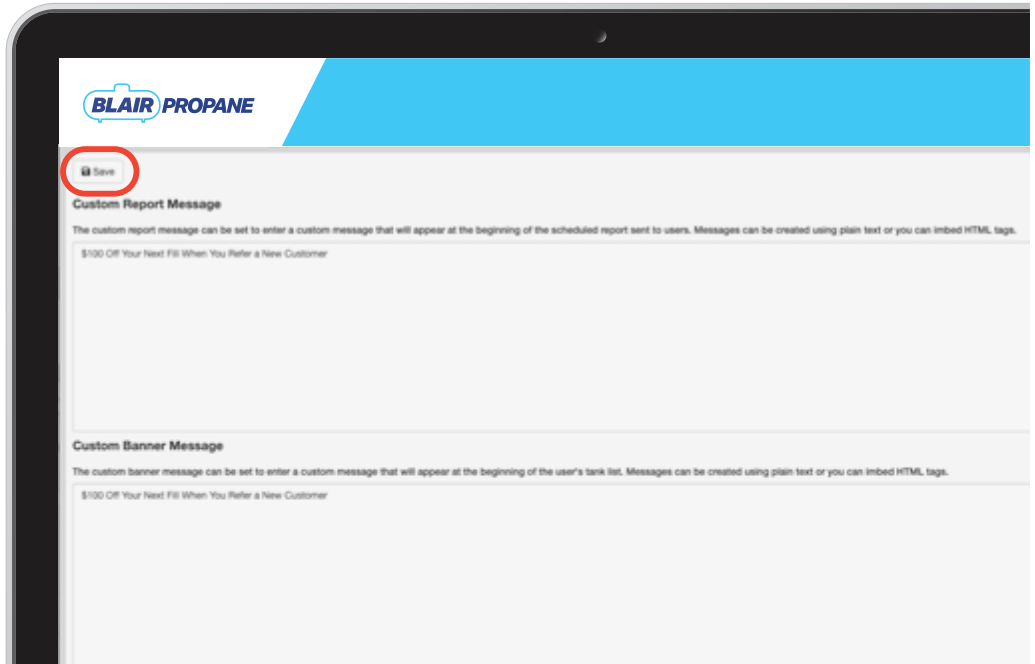 BLAIR PROPANE
Save
Custom Report Message
The custom report message can be set to enter a custom message that will appear at the beginning of the scheduled report sent to users. Messages can be created using plain text or you can imbed HTML tags.
$100 Off Your Next Fill When You Refer a New Customer
Custom Banner Message
The custom banner message can be set to enter a custom message that will appear at the beginning of the user's tank list. Messages can be created using plain text or you can imbed HTML tags.
$100 Off Your Next Fill When You Refer a New Customer